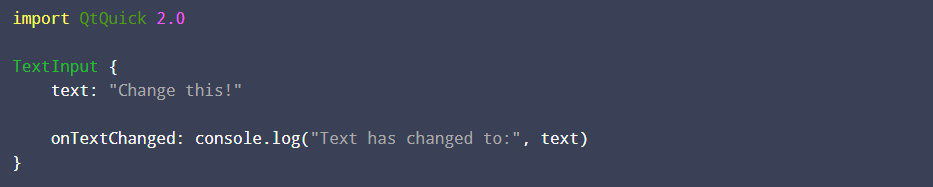 import QtQuick 2.0
TextInput {
    text: "Change this!"
    onTextChanged: console.log("Text has changed to:", text)
}